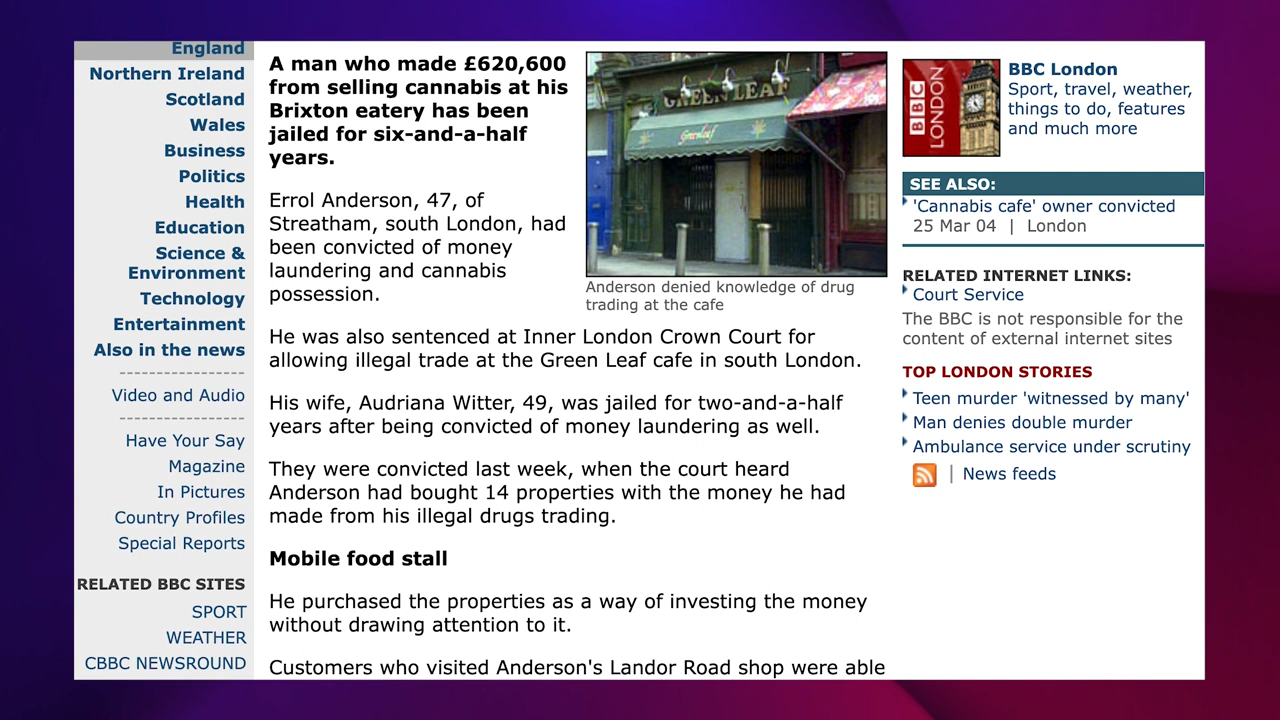 England
Northern Ireland
Scotland
Wales
Business
Politics
Health
Education
Science &
Environment
Technology
Entertainment
Also in the news
Video and Audio
Have Your Say
Magazine
In Pictures
Country Profiles
Special Reports
RELATED BBC SITES
SPORT
WEATHER
CBBC NEWSROUND
A man who made £620,600
from selling cannabis at his
Brixton eatery has been
jailed for six-and-a-half
years.
Errol Anderson, 47, of
Streatham, south London, had
been convicted of money
laundering and cannabis
possession.
GREEN LEAF
Greenleaf
Anderson denied knowledge of drug
trading at the cafe
He was also sentenced at Inner London Crown Court for
allowing illegal trade at the Green Leaf cafe in south London.
His wife, Audriana Witter, 49, was jailed for two-and-a-half
years after being convicted of money laundering as well.
They were convicted last week, when the court heard
Anderson had bought 14 properties with the money he had
made from his illegal drugs trading.
Mobile food stall
He purchased the properties as a way of investing the money
without drawing attention to it.
Customers who visited Anderson's Landor Road shop were able
BBC
LONDON
BBC London
Sport, travel, weather,
things to do, features
and much more
SEE ALSO:
'Cannabis cafe' owner convicted
25 Mar 04 | London
RELATED INTERNET LINKS:
Court Service
The BBC is not responsible for the
content of external internet sites
TOP LONDON STORIES
Teen murder 'witnessed by many'
Man denies double murder
Ambulance service under scrutiny
| News feeds